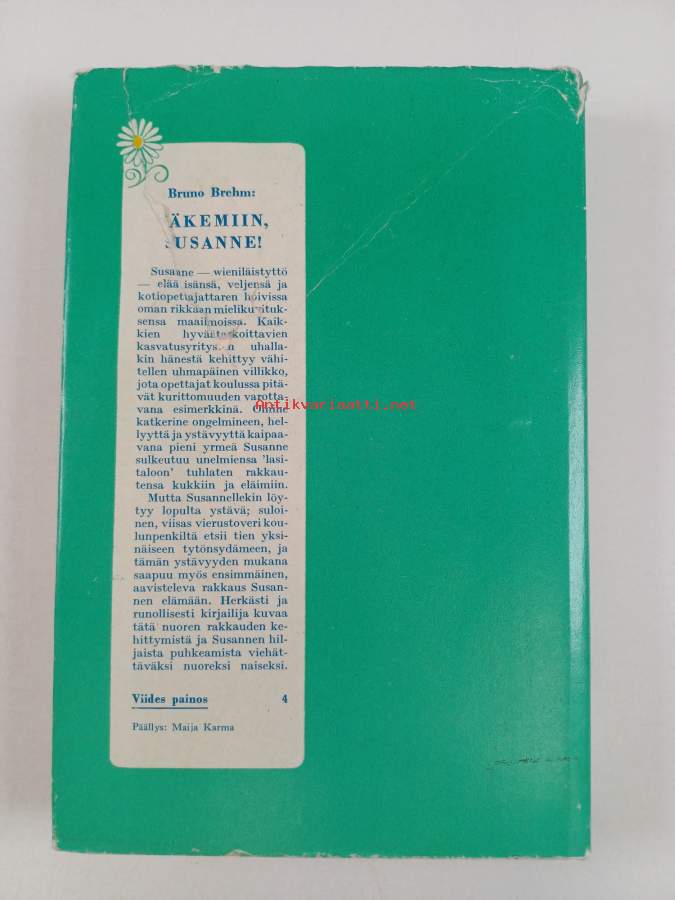 Bruno Brehm:
ÄKEMIIN,
SUSANNE!
Susanne — wieniläistyttö
— elää isänsä, veljensä ja
kotiopettajattaren hoivissa
oman rikkaan mielikuvituk-
sensa maailmoissa. Kaik-
kien hyväätarkoittavien
kasvatusyritysten uhalla-
kin hänestä kehittyy vähi-
tellen uhmapäinen villikko,
jota opettajat koulussa pitä-
vät kurittomuuden varotta-
vana esimerkkinä.
katkerine ongelmineen, hel-
lyyttä ja ystävyyttä kaipaa-
vana pieni yrmeä Susanne
sulkeutuu unelmiensa 'lasi-
taloon' tuhlaten rakkau-
tensa kukkiin ja eläimiin.
Mutta Susannellekin löy-
tyy lopulta ystävä; suloi-
nen, viisas vierustoveri kou-
lunpenkiltä etsii tien yksi-
näiseen tytönsydämeen, ja
tämän ystävyyden mukana
saapuu myös ensimmäinen,
aavisteleva rakkaus Susan-
nen elämään. Herkästi ja
runollisesti kirjailija kuvaa
tätä nuoren rakkauden ke-
hittymistä ja Susannen hil-
jaista puhkeamista viehät-
täväksi nuoreksi naiseksi.
Viides painos 4
Päällys: Maija Karma
Antikvariaatti.net